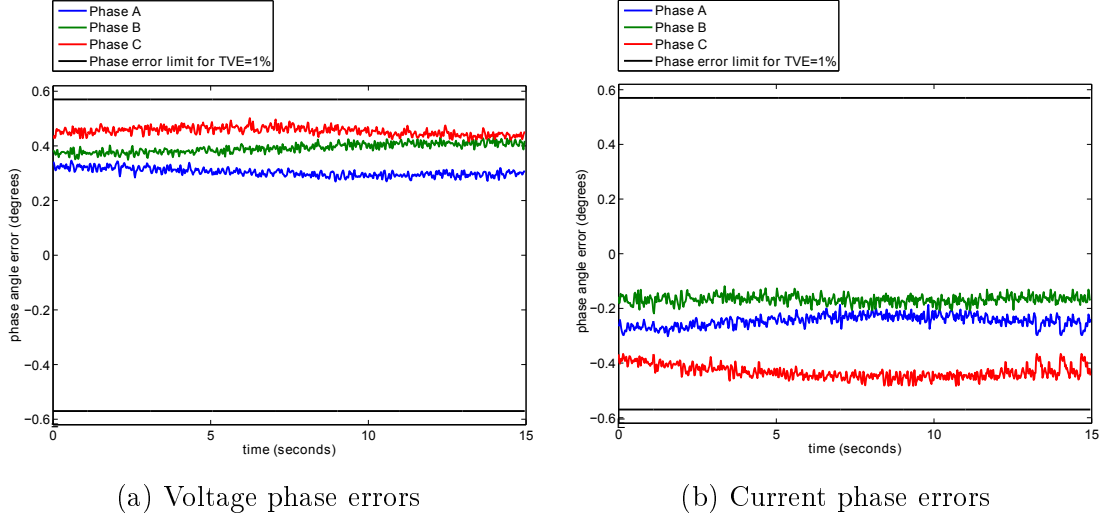 Phase A
Phase B
Phase C
Phase error limit for TVE=1%
0.6
0.4
0.2
0
−0.2
−0.4
−0.6
phase angle error (degrees)
0 5 10 15
time (seconds)
(a) Voltage phase errors
Phase A
Phase B
Phase C
Phase error limit for TVE=1%
0.6
0.4
0.2
0
−0.2
−0.4
−0.6
phase angle error (degrees)
0 5 10 15
time (seconds)
(b) Current phase errors